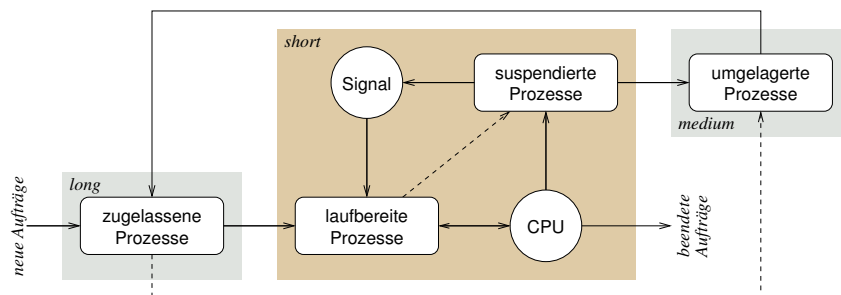 short
Signal
suspendierte
Prozesse
umgelagerte
Prozesse
medium
long
neue Aufträge
zugelassene
Prozesse
laufbereite
Prozesse
CPU
beendete
Aufträge